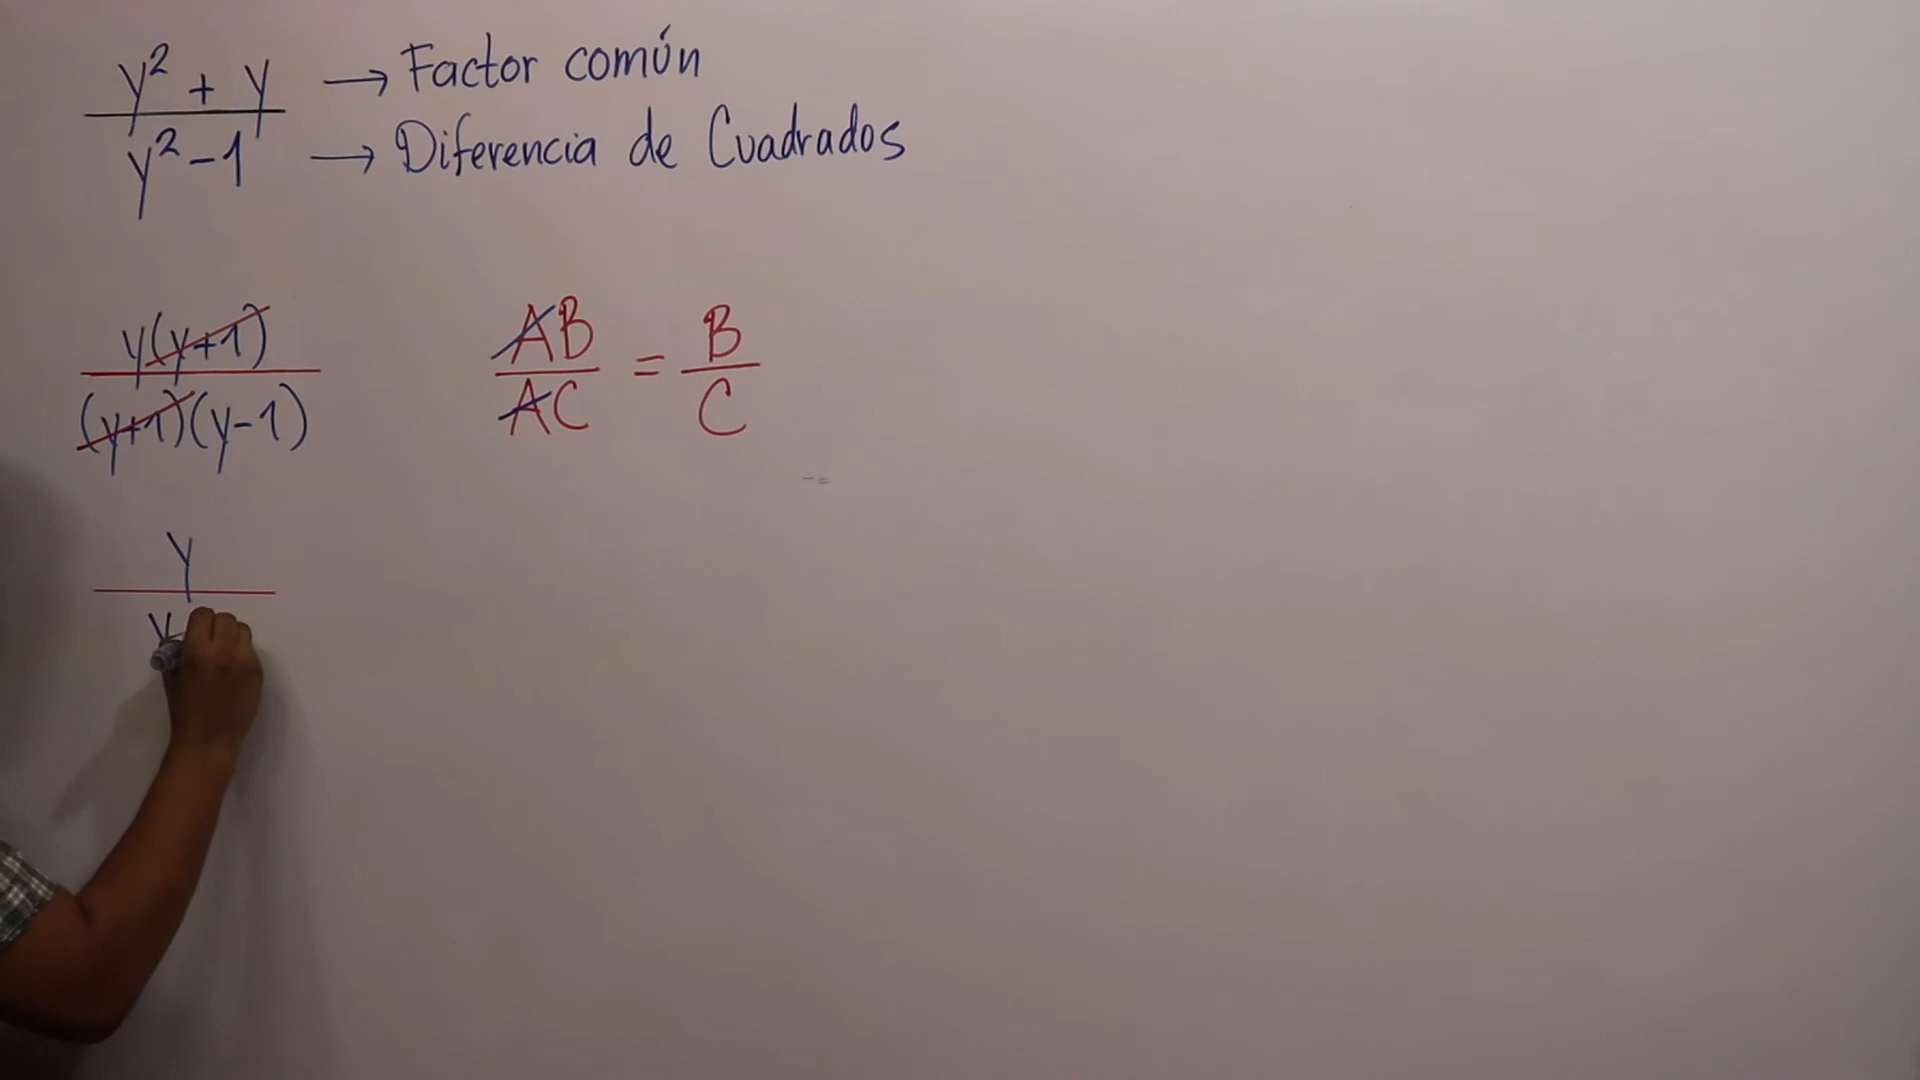 y² + y → Factor común
y² - 1 → Diferencia de Cuadrados
y(y+1)
(y+1)(y-1)
AB
AC
=
B
C
y
y